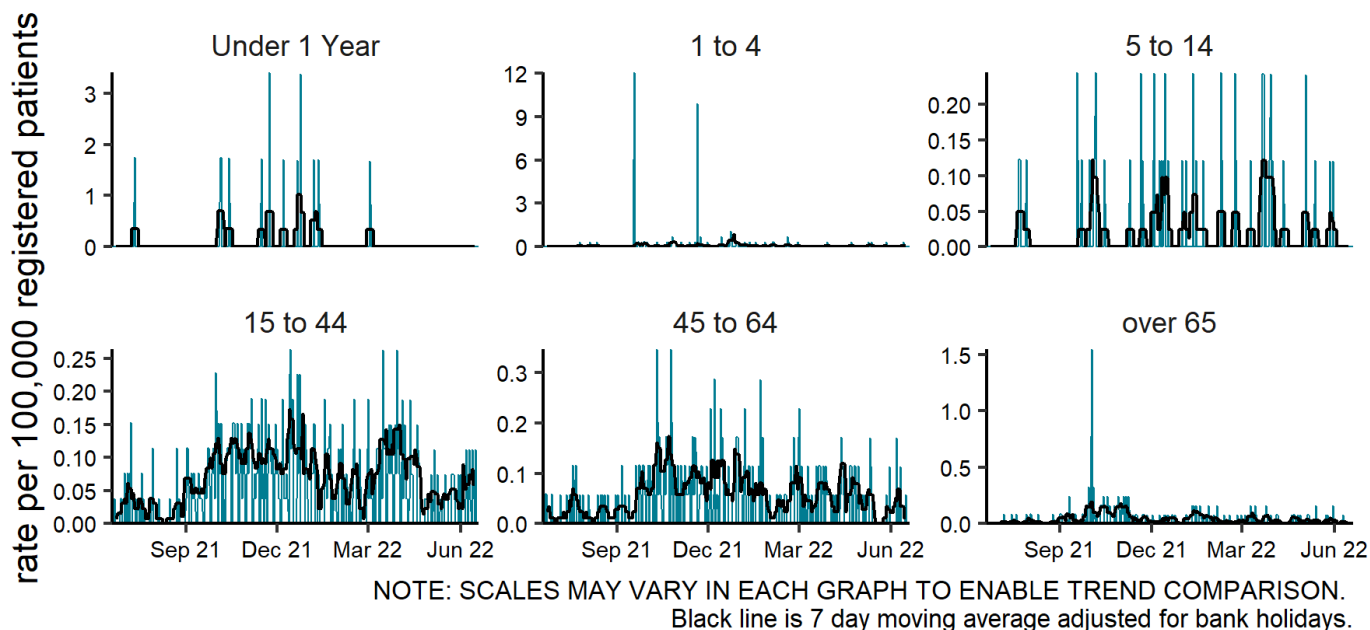 rate per 100,000 registered patients
Under 1 Year
3
2
1
0
1 to 4
12
9
6
3
0
5 to 14
0.20
0.15
0.10
0.05
0.00
15 to 44
0.25
0.20
0.15
0.10
0.05
0.00
Sep 21 Dec 21 Mar 22 Jun 22
45 to 64
0.3
0.2
0.1
0.0
Sep 21 Dec 21 Mar 22 Jun 22
over 65
1.5
1.0
0.5
0.0
Sep 21 Dec 21 Mar 22 Jun 22
NOTE: SCALES MAY VARY IN EACH GRAPH TO ENABLE TREND COMPARISON.
Black line is 7 day moving average adjusted for bank holidays.